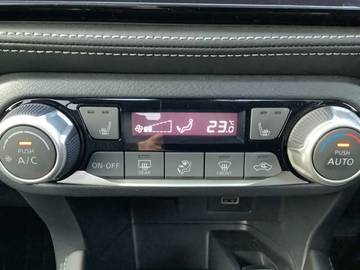 23.0 °C
PUSH
A/C
ON·OFF
REAR
FRONT
PUSH
AUTO